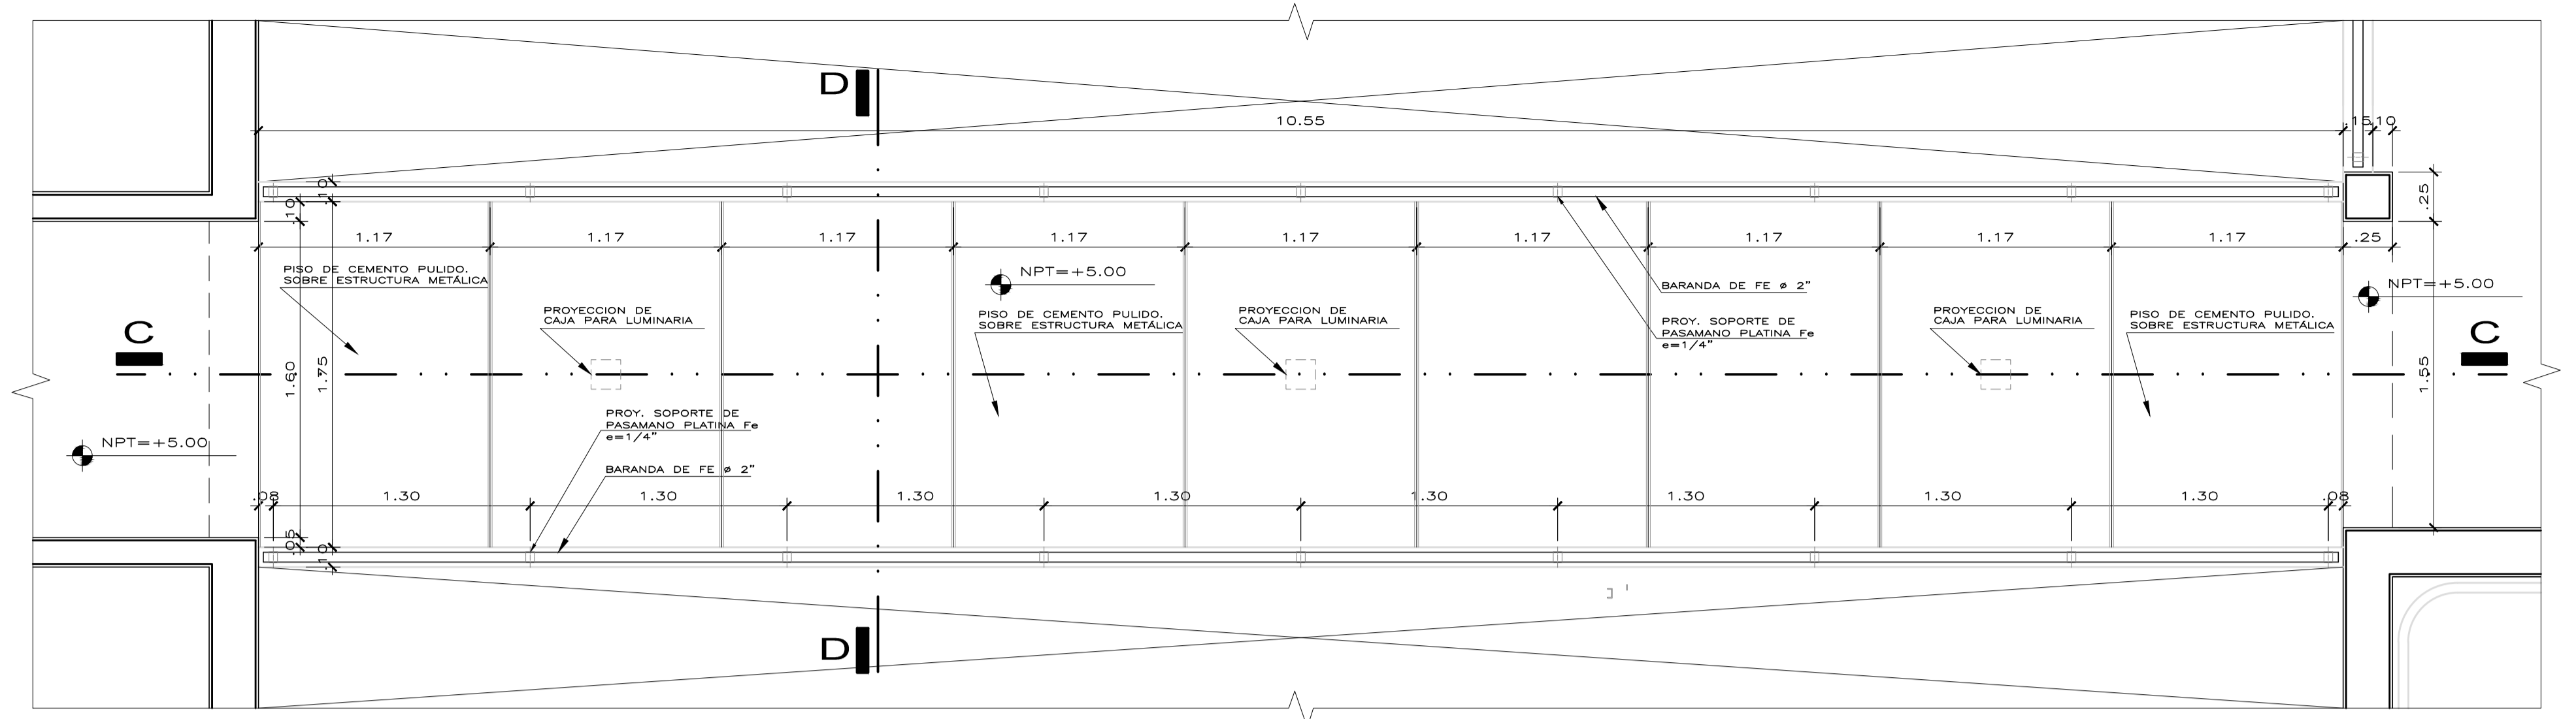 D
10.55
.15
.10
.10
.10
.25
1.17
1.17
1.17
1.17
1.17
1.17
1.17
1.17
1.17
.25
PISO DE CEMENTO PULIDO.
SOBRE ESTRUCTURA METÁLICA
NPT=+5.00
BARANDA DE FE ø 2"
NPT=+5.00
PROYECCION DE
CAJA PARA LUMINARIA
PISO DE CEMENTO PULIDO.
SOBRE ESTRUCTURA METÁLICA
PROYECCION DE
CAJA PARA LUMINARIA
PROY. SOPORTE DE
PASAMANO PLATINA Fe
e=1/4"
PROYECCION DE
CAJA PARA LUMINARIA
PISO DE CEMENTO PULIDO.
SOBRE ESTRUCTURA METÁLICA
C
C
1.60
1.75
1.55
PROY. SOPORTE DE
PASAMANO PLATINA Fe
e=1/4"
NPT=+5.00
BARANDA DE FE ø 2"
.08
1.30
1.30
1.30
1.30
1.30
1.30
1.30
1.30
.08
.05
.10
D